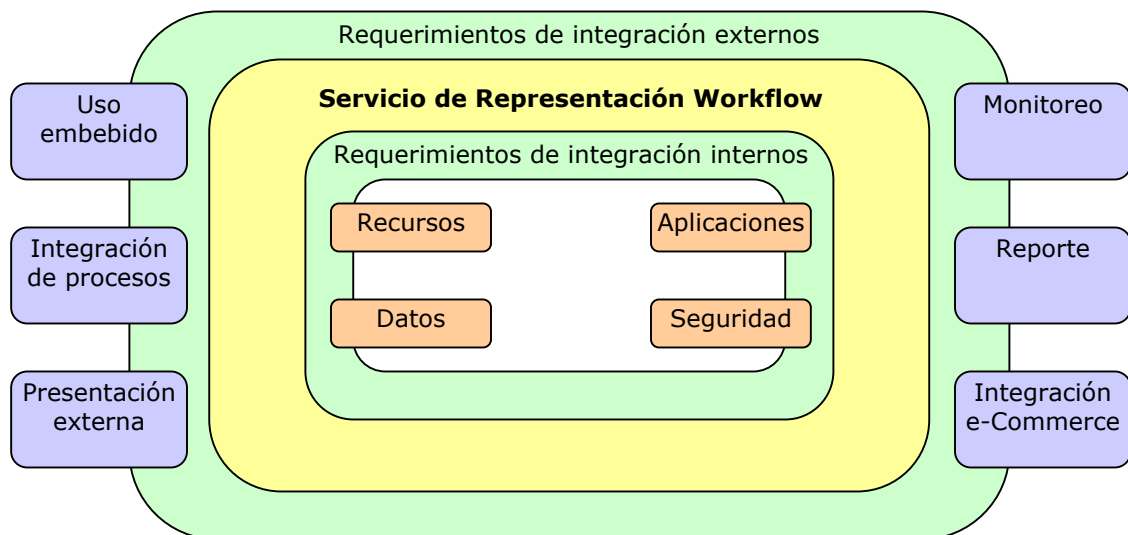 Requerimientos de integración externos
Servicio de Representación Workflow
Requerimientos de integración internos
Uso
embebido
Integración
de procesos
Presentación
externa
Recursos
Datos
Aplicaciones
Seguridad
Monitoreo
Reporte
Integración
e-Commerce